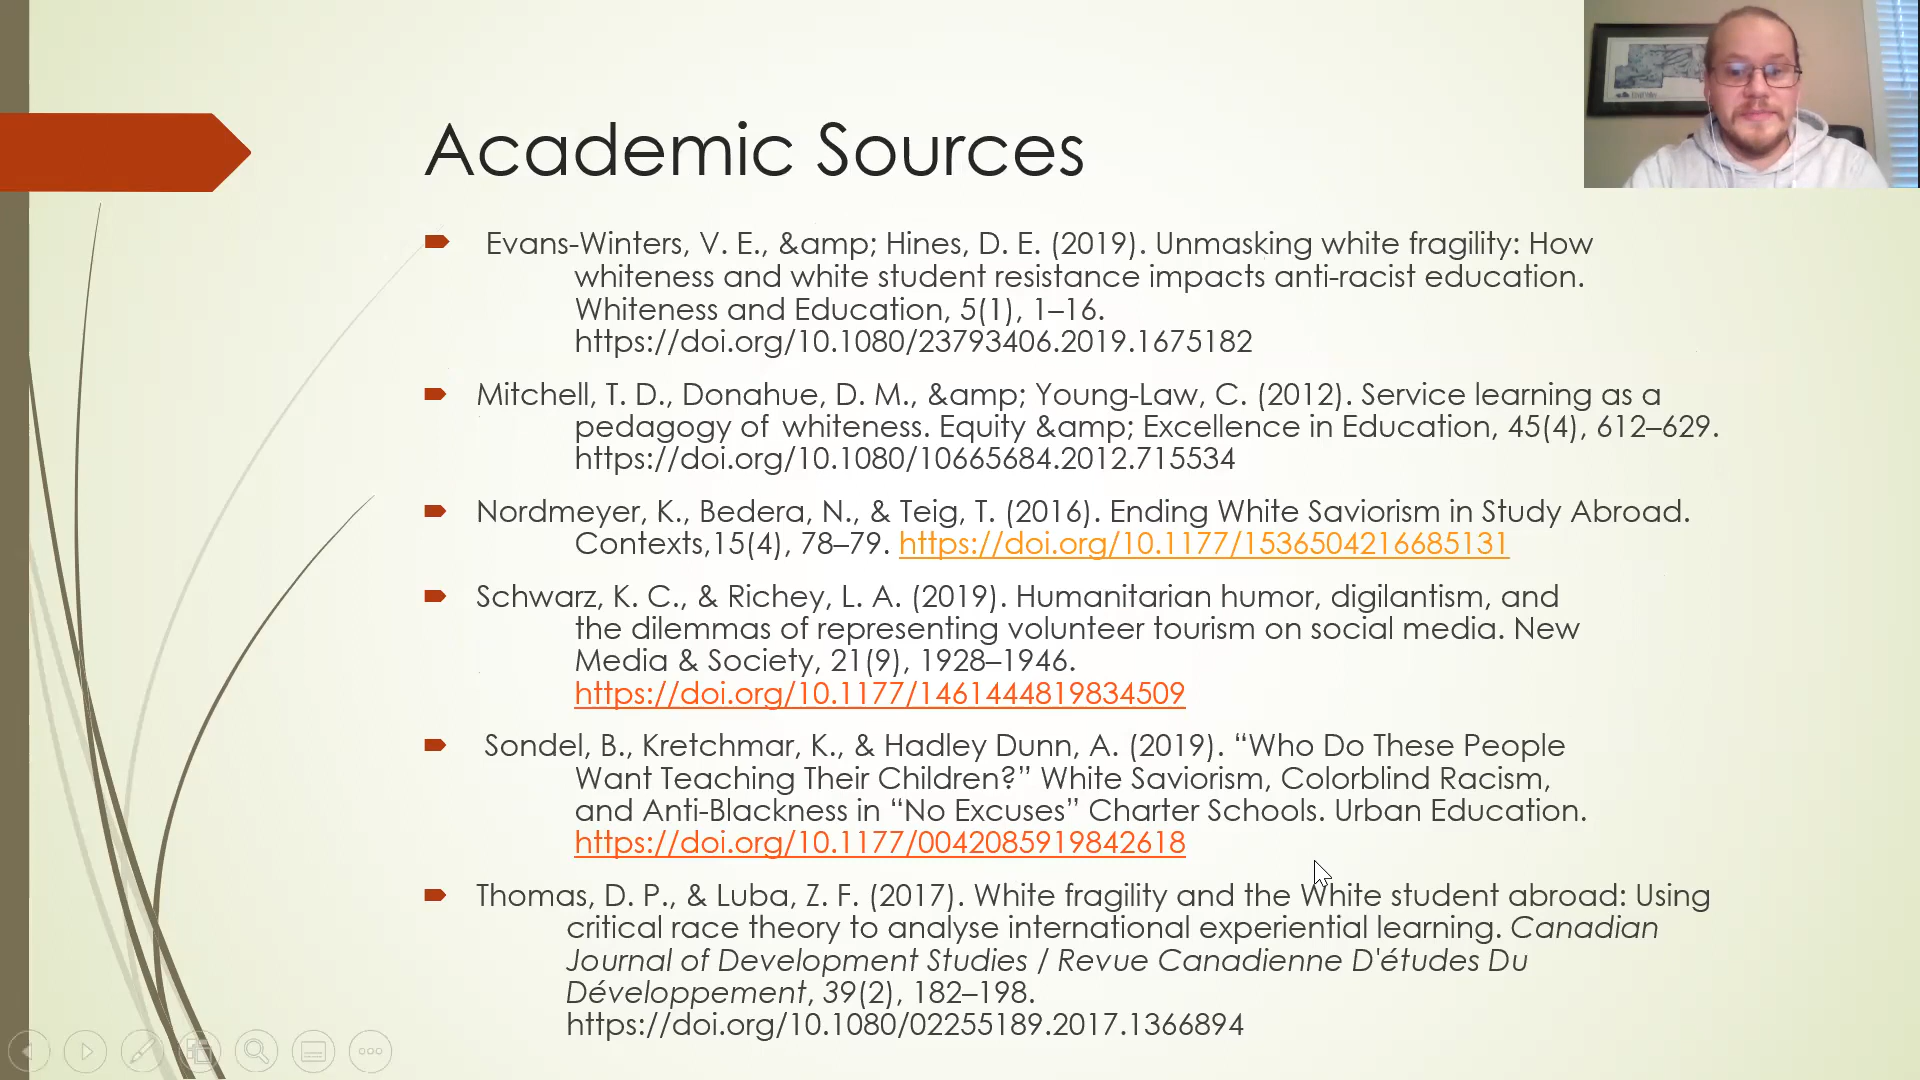 Academic Sources
Evans-Winters, V. E., &amp; Hines, D. E. (2019). Unmasking white fragility: How
whiteness and white student resistance impacts anti-racist education.
Whiteness and Education, 5(1), 1–16.
https://doi.org/10.1080/23793406.2019.1675182
Mitchell, T. D., Donahue, D. M., &amp; Young-Law, C. (2012). Service learning as a
pedagogy of whiteness. Equity &amp; Excellence in Education, 45(4), 612–629.
https://doi.org/10.1080/10665684.2012.715534
Nordmeyer, K., Bedera, N., & Teig, T. (2016). Ending White Saviorism in Study Abroad.
Contexts,15(4), 78–79. https://doi.org/10.1177/1536504216685131
Schwarz, K. C., & Richey, L. A. (2019). Humanitarian humor, digilantism, and
the dilemmas of representing volunteer tourism on social media. New
Media & Society, 21(9), 1928–1946.
https://doi.org/10.1177/1461444819834509
Sondel, B., Kretchmar, K., & Hadley Dunn, A. (2019). “Who Do These People
Want Teaching Their Children?” White Saviorism, Colorblind Racism,
and Anti-Blackness in “No Excuses” Charter Schools. Urban Education.
https://doi.org/10.1177/0042085919842618
Thomas, D. P., & Luba, Z. F. (2017). White fragility and the White student abroad: Using
critical race theory to analyse international experiential learning. Canadian
Journal of Development Studies / Revue Canadienne D'études Du
Développement, 39(2), 182–198.
https://doi.org/10.1080/02255189.2017.1366894